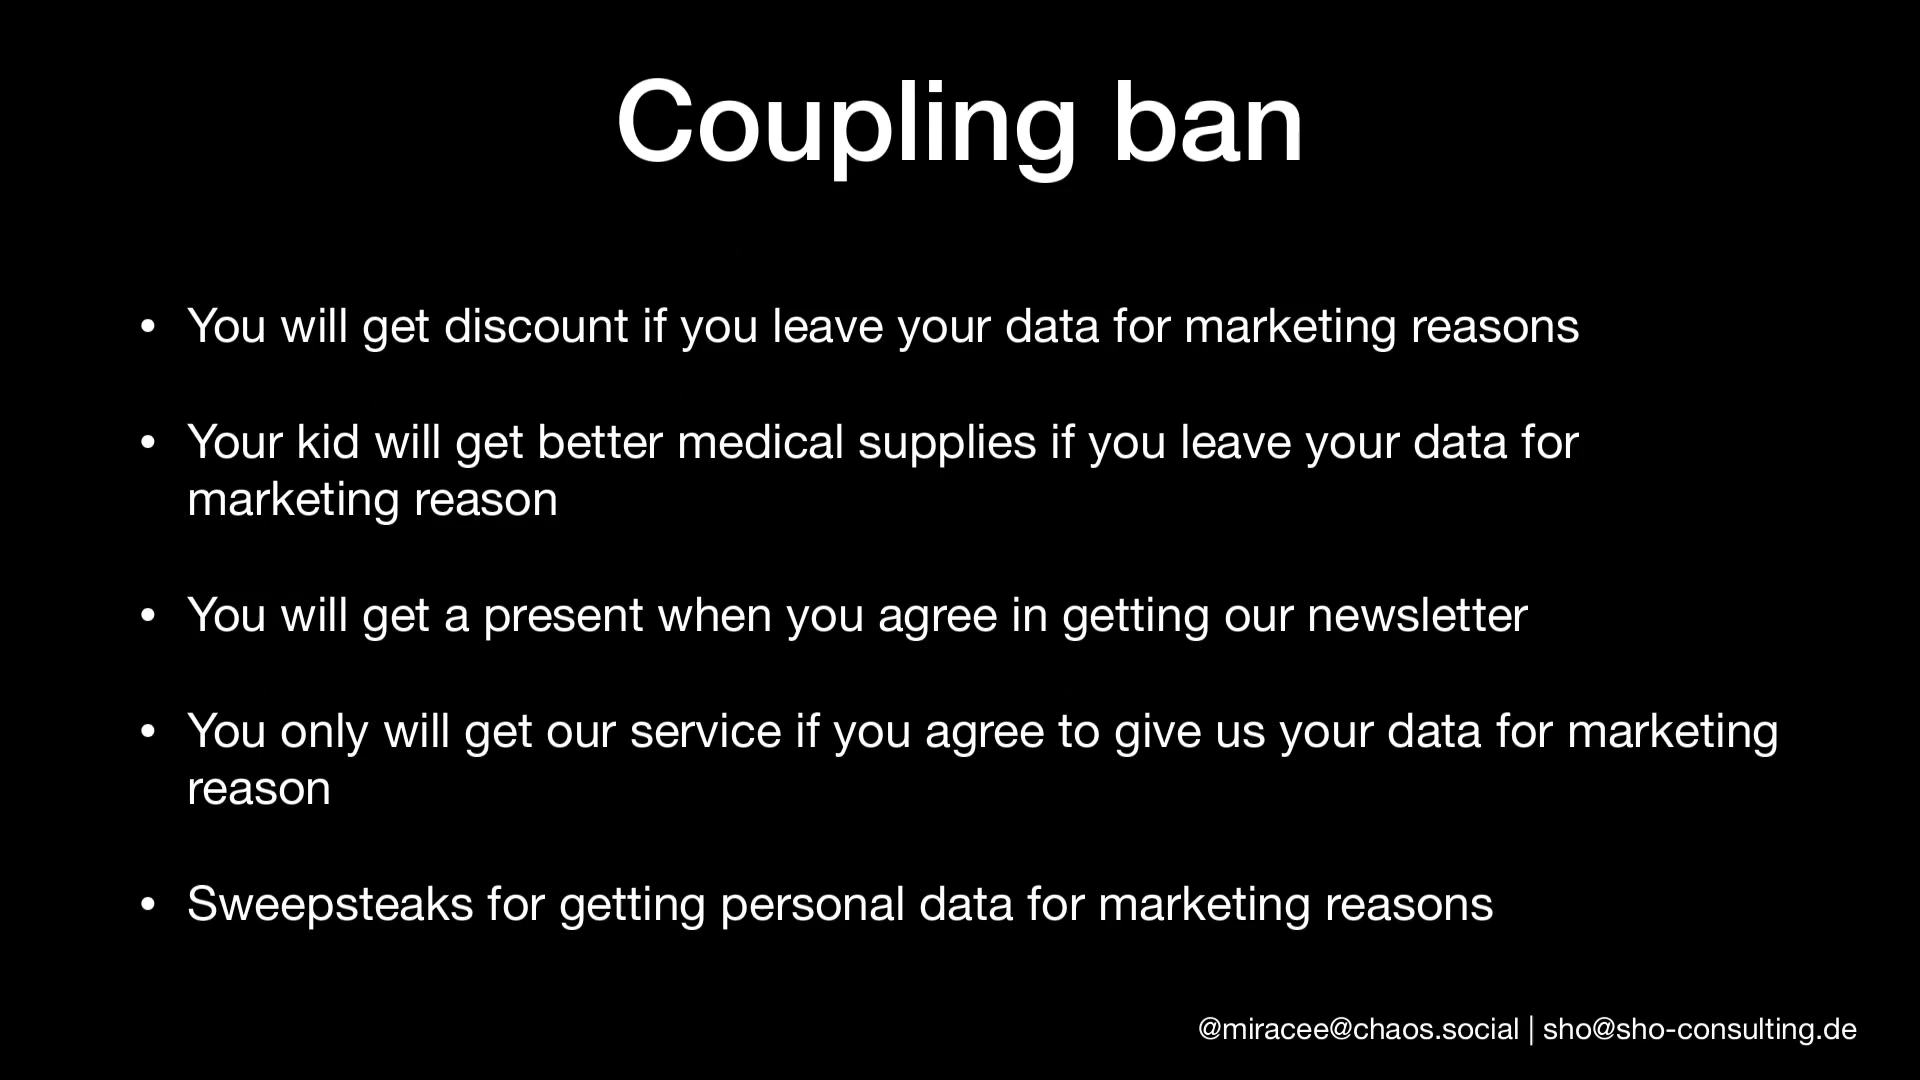 Coupling ban
• You will get discount if you leave your data for marketing reasons
• Your kid will get better medical supplies if you leave your data for
marketing reason
• You will get a present when you agree in getting our newsletter
• You only will get our service if you agree to give us your data for marketing
reason
• Sweepsteaks for getting personal data for marketing reasons
@miracee@chaos.social | sho@sho-consulting.de